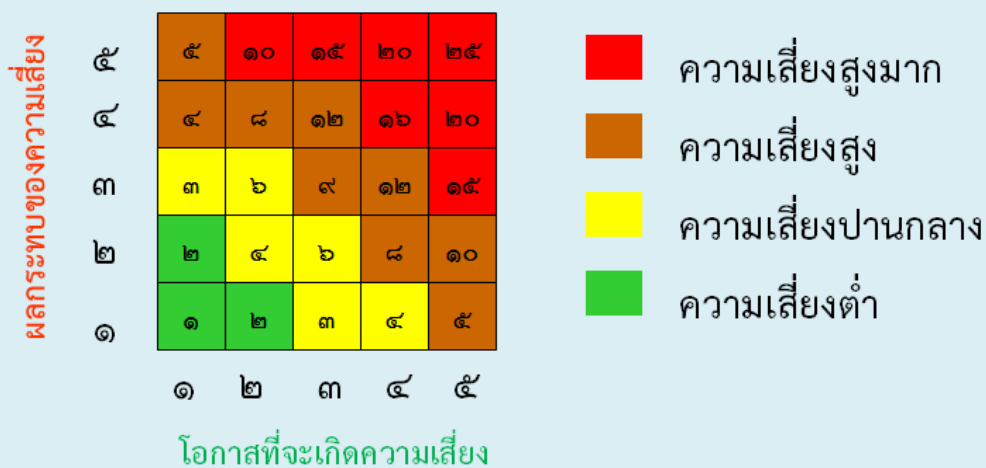 ผลกระทบของความเสี่ยง
๕ ๕ ๑๐ ๑๕ ๒๐ ๒๕
๔ ๔ ๘ ๑๒ ๑๖ ๒๐
๓ ๓ ๖ ๙ ๑๒ ๑๕
๒ ๒ ๔ ๖ ๘ ๑๐
๑ ๑ ๒ ๓ ๔ ๕
๑ ๒ ๓ ๔ ๕
โอกาสที่จะเกิดความเสี่ยง
ความเสี่ยงสูงมาก
ความเสี่ยงสูง
ความเสี่ยงปานกลาง
ความเสี่ยงต่ำ